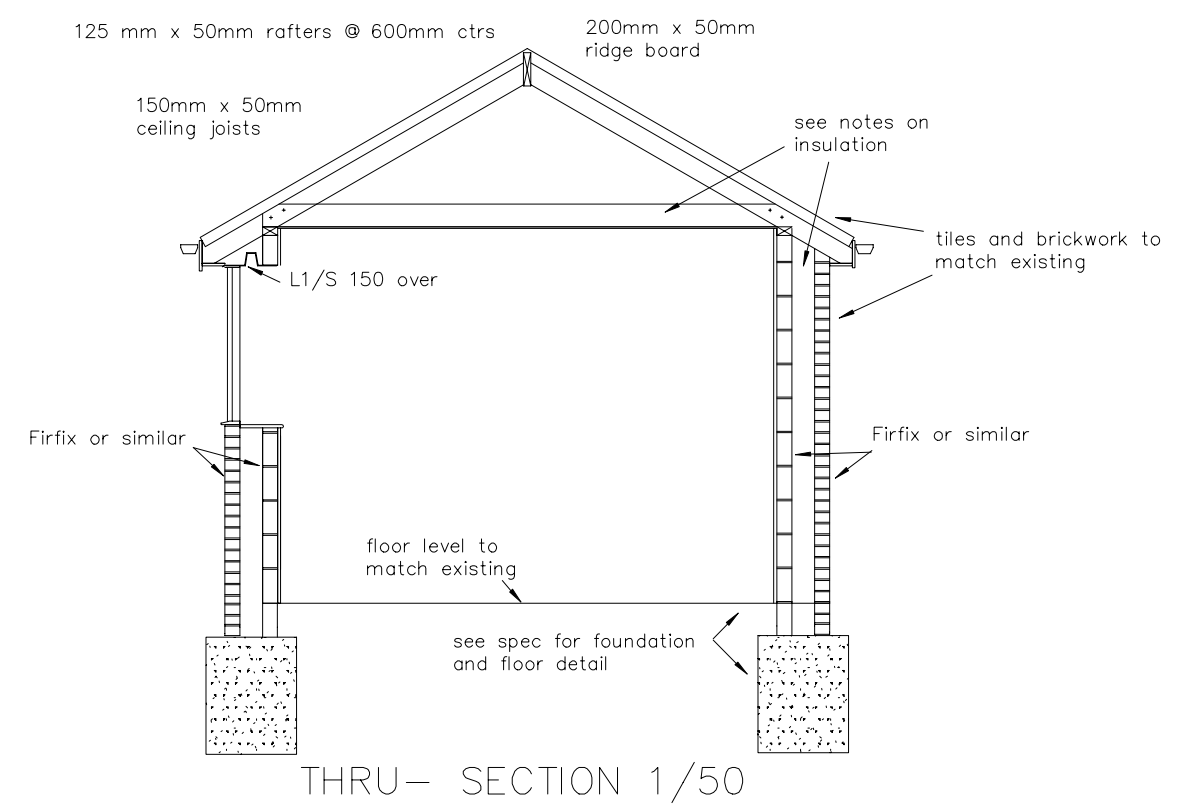 125 mm x 50mm rafters @ 600mm ctrs
200mm x 50mm
ridge board
150mm x 50mm
ceiling joists
see notes on
insulation
tiles and brickwork to
match existing
L1/S 150 over
Firfix or similar
Firfix or similar
floor level to
match existing
see spec for foundation
and floor detail
THRU- SECTION 1/50